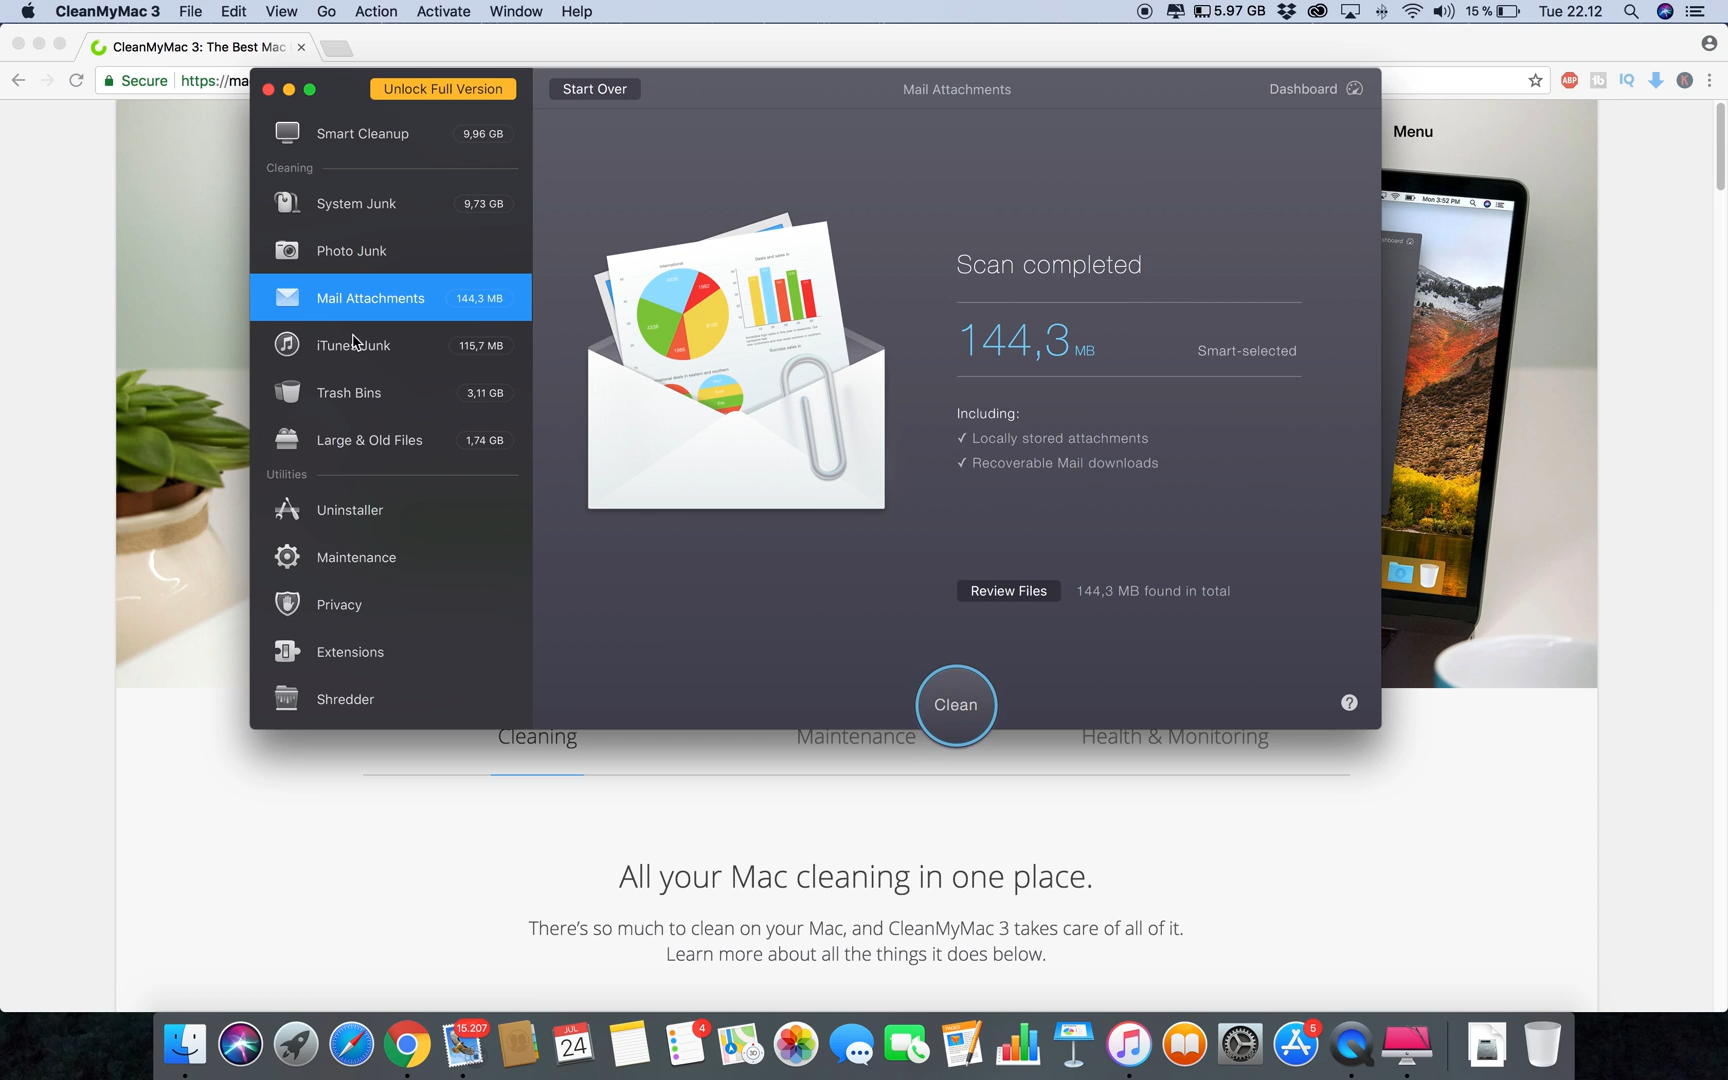 CleanMyMac 3 File Edit View Go Action Activate Window Help 5.97 GB 15 % Tue 22.12
CleanMyMac 3: The Best Mac
Secure https://ma
ABP
K
Unlock Full Version
Start Over
Mail Attachments
Dashboard
Smart Cleanup 9,96 GB
Cleaning
System Junk 9,73 GB
Photo Junk
Mail Attachments 144,3 MB
iTunes Junk 115,7 MB
Trash Bins 3,11 GB
Large & Old Files 1,74 GB
Utilities
Uninstaller
Maintenance
Privacy
Extensions
Shredder
Scan completed
144,3 MB Smart-selected
Including:
✓ Locally stored attachments
✓ Recoverable Mail downloads
Review Files 144,3 MB found in total
Clean
?
Menu
Mon 3:52 PM
Cleaning Maintenance Health & Monitoring
All your Mac cleaning in one place.
There's so much to clean on your Mac, and CleanMyMac 3 takes care of all of it.
Learn more about all the things it does below.
15.207
JUL
24
4
3D
PAGES
5